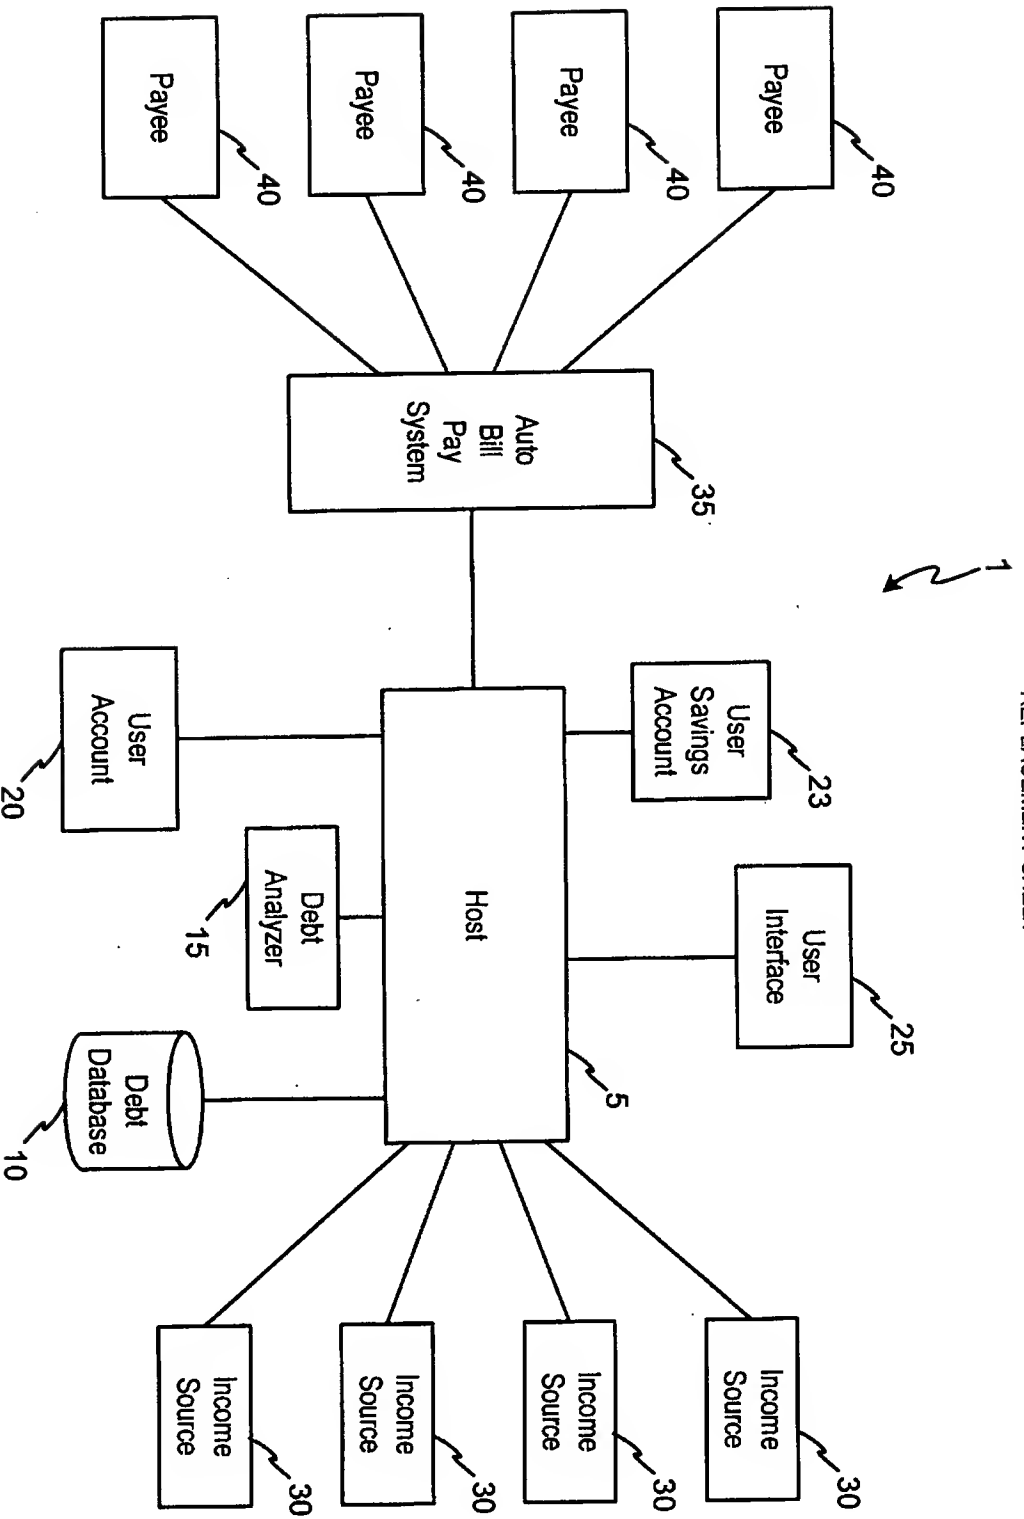 1
Payee
40
Payee
40
Payee
40
Payee
40
Auto
Bill
Pay
System
35
User
Savings
Account
23
User
Interface
25
Host
5
User
Account
20
Debt
Analyzer
15
Debt
Database
10
Income
Source
30
Income
Source
30
Income
Source
30
Income
Source
30